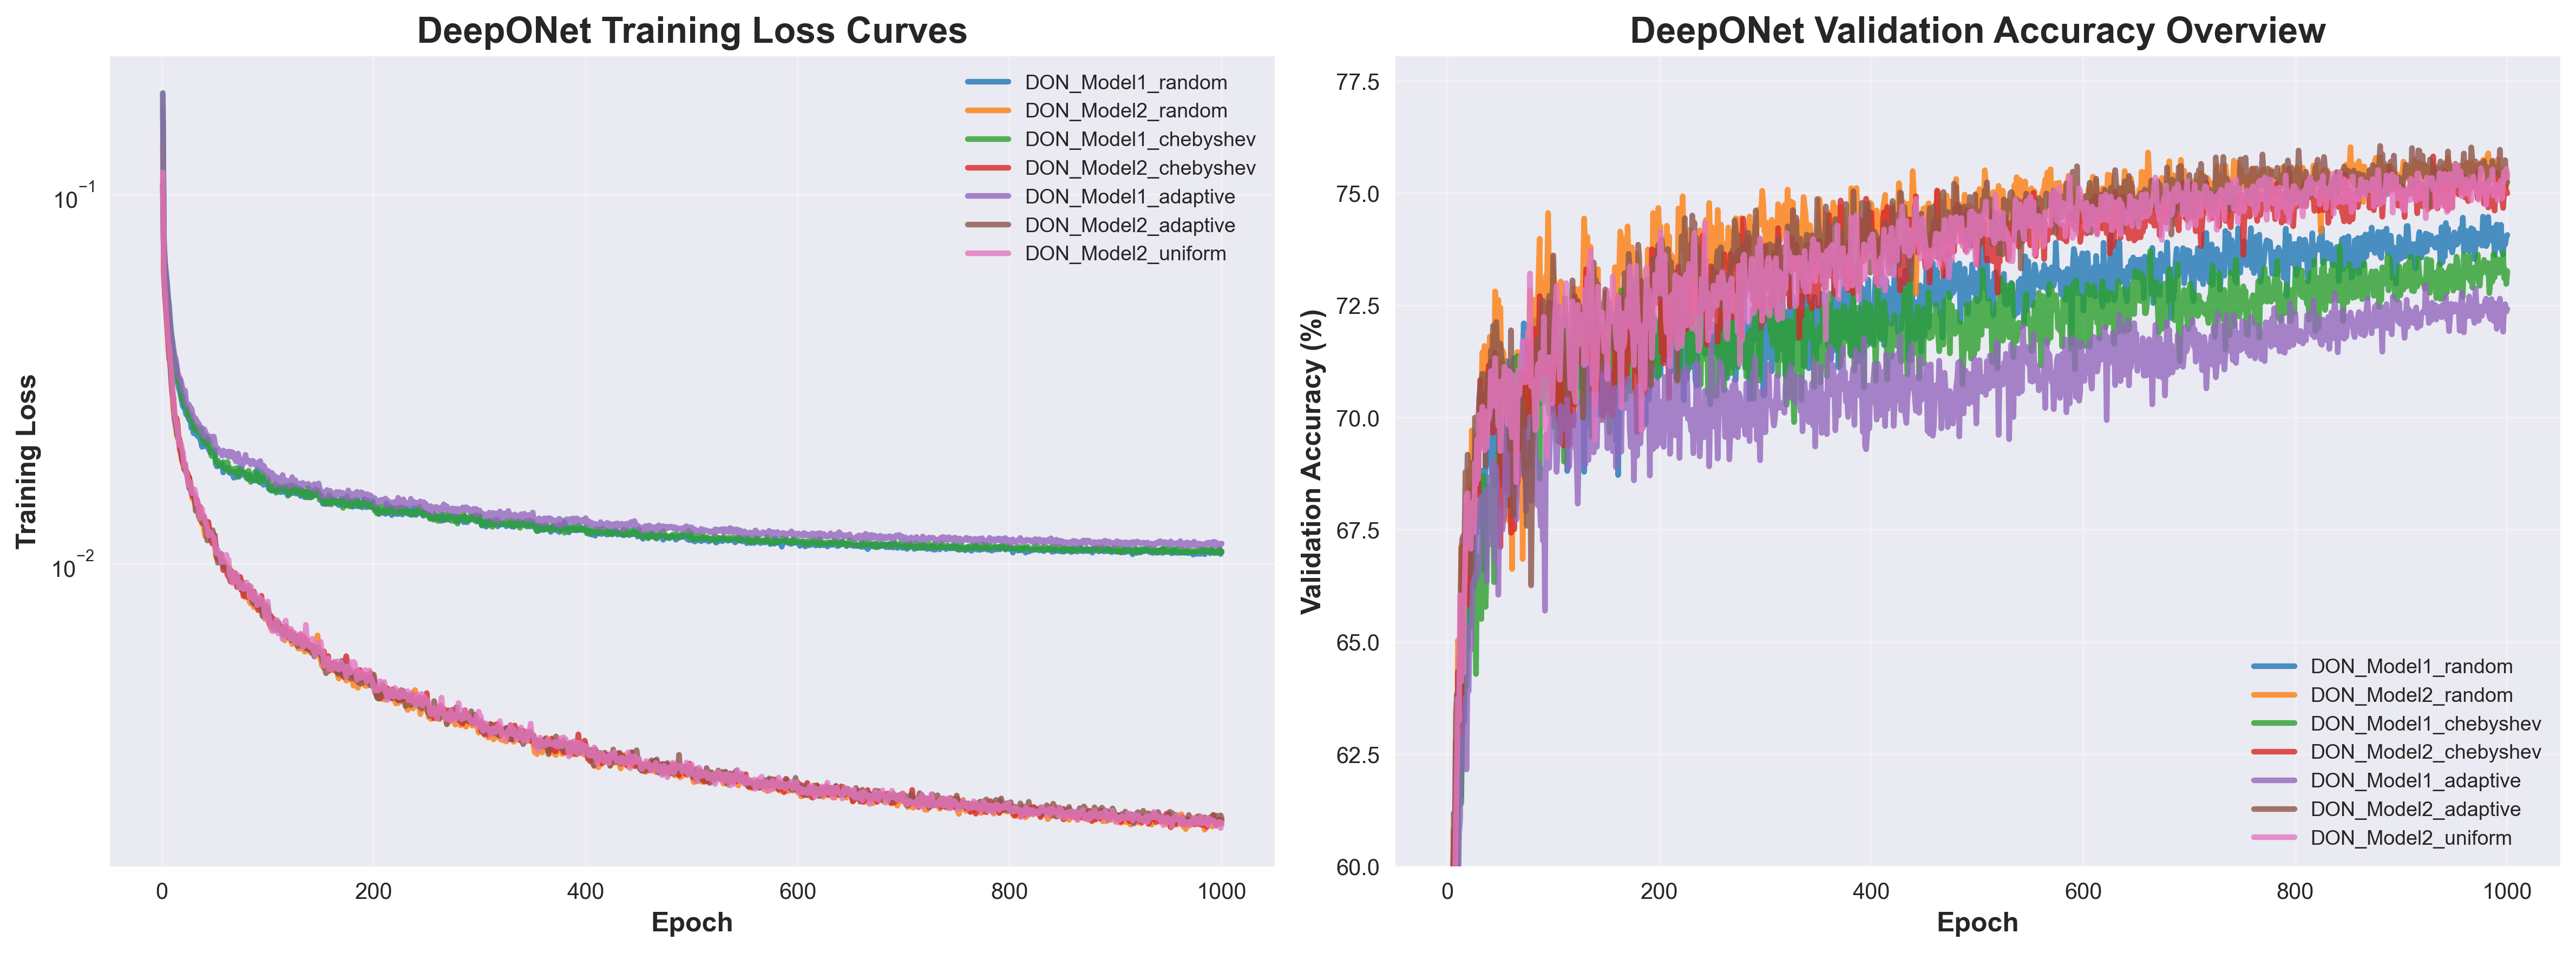 DeepONet Training Loss Curves
DON_Model1_random
DON_Model2_random
DON_Model1_chebyshev
DON_Model2_chebyshev
DON_Model1_adaptive
DON_Model2_adaptive
DON_Model2_uniform
Training Loss
10⁻¹
10⁻²
0 200 400 600 800 1000
Epoch
DeepONet Validation Accuracy Overview
Validation Accuracy (%)
77.5
75.0
72.5
70.0
67.5
65.0
62.5
60.0
DON_Model1_random
DON_Model2_random
DON_Model1_chebyshev
DON_Model2_chebyshev
DON_Model1_adaptive
DON_Model2_adaptive
DON_Model2_uniform
0 200 400 600 800 1000
Epoch